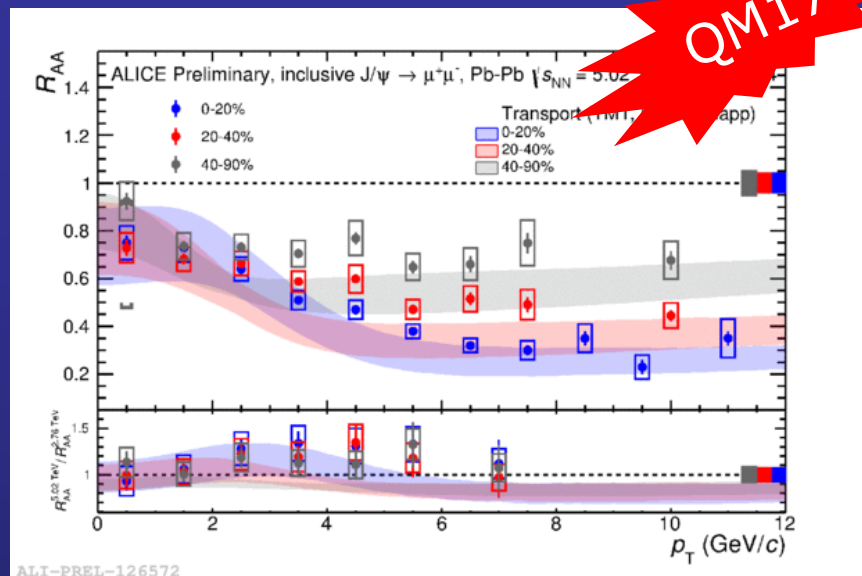 QM17
R_AA
ALICE Preliminary, inclusive J/ψ → μ⁺μ⁻, Pb-Pb √s_NN = 5.02
0-20%
20-40%
40-90%
Transport (TMT,
0-20%
20-40%
40-90%
1.4
1.2
1
0.8
0.6
0.4
0.2
1.5
1
R_AA^5.02 TeV/R_AA^2.76 TeV
0 2 4 6 8 10 12
p_T (GeV/c)
ALI-PREL-126572